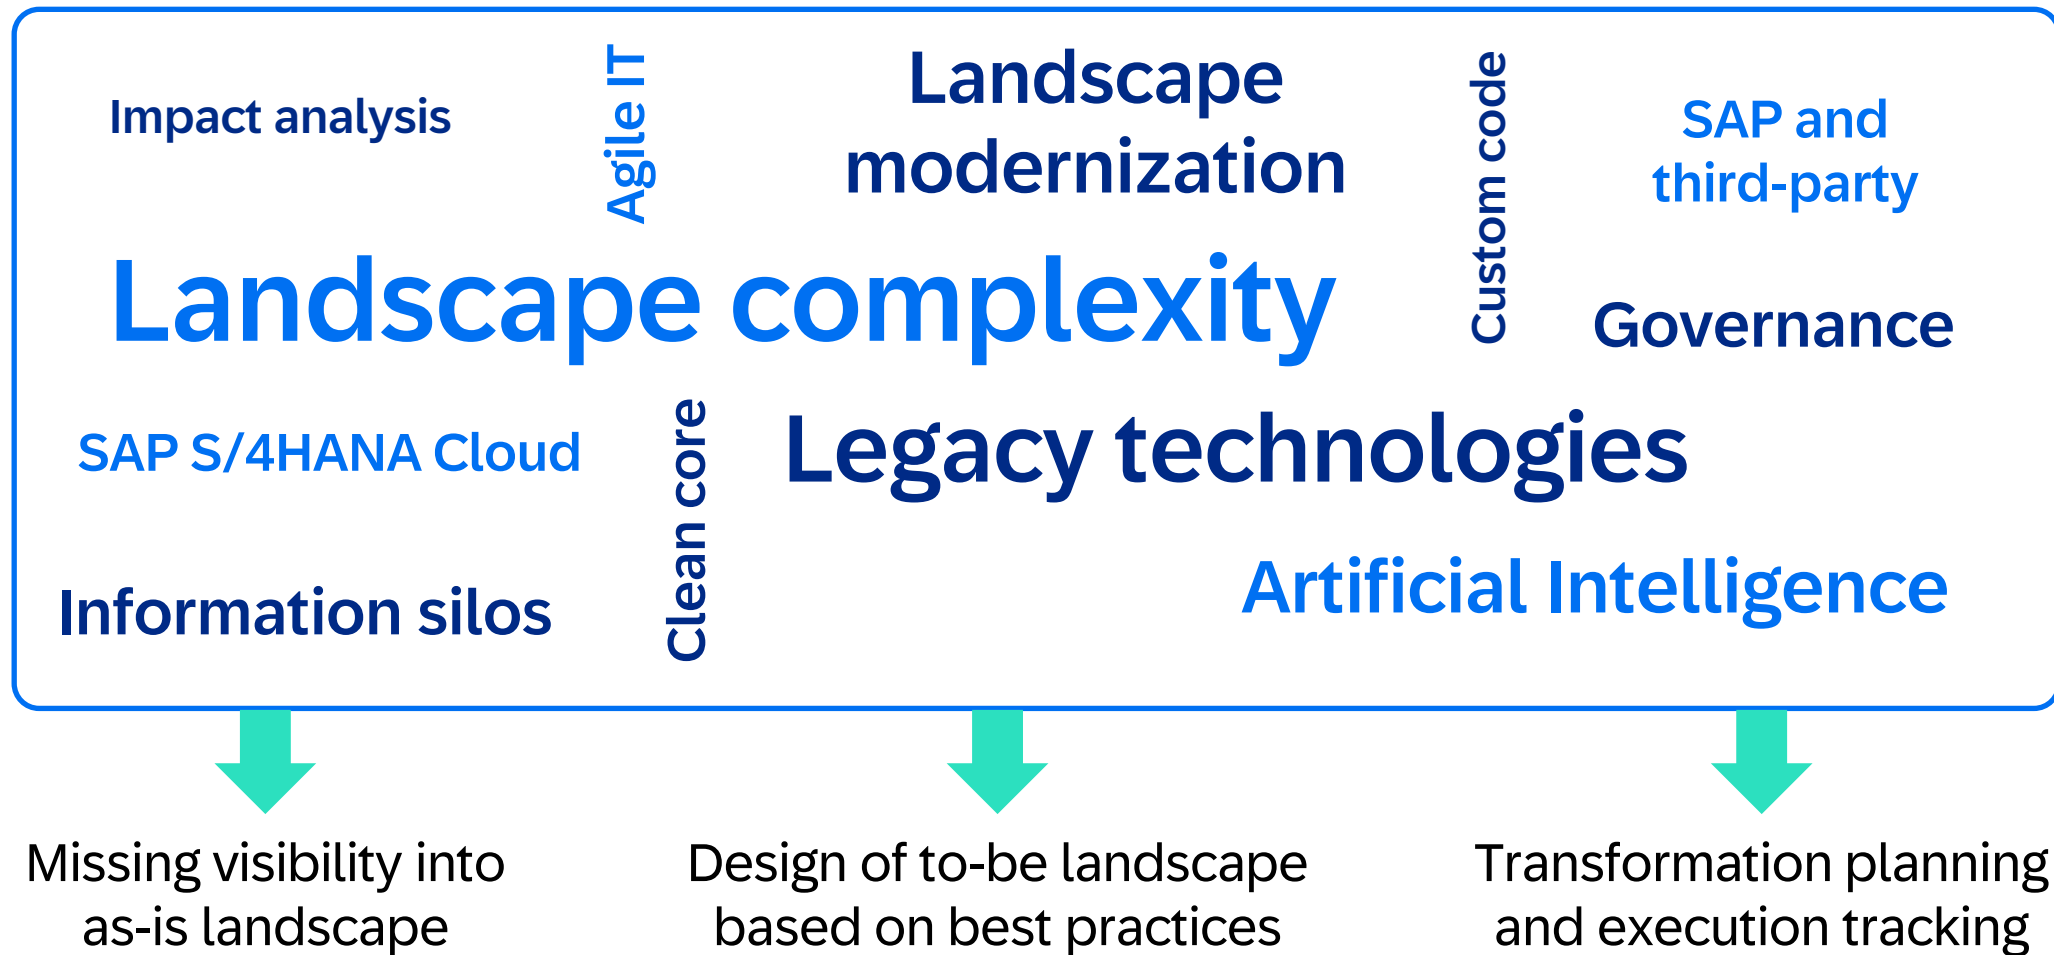 Impact analysis
Agile IT
Landscape
modernization
Custom code
SAP and
third-party
Landscape complexity
Governance
SAP S/4HANA Cloud
Clean core
Legacy technologies
Information silos
Artificial Intelligence
Missing visibility into
as-is landscape
Design of to-be landscape
based on best practices
Transformation planning
and execution tracking